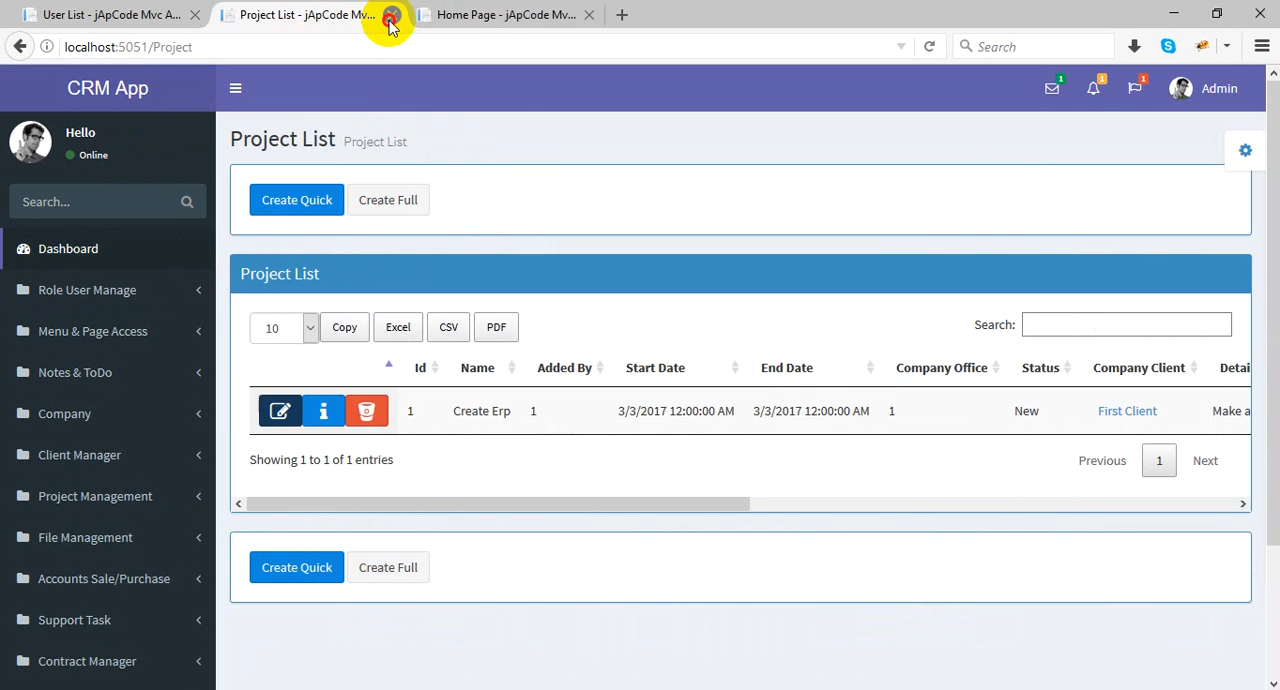 User List - jApCode Mvc A...
Project List - jApCode Mv...
Home Page - jApCode Mv...
localhost:5051/Project
Search
CRM App
1
1
1
Admin
Hello
Online
Search...
Dashboard
Role User Manage
Menu & Page Access
Notes & ToDo
Company
Client Manager
Project Management
File Management
Accounts Sale/Purchase
Support Task
Contract Manager
Project List Project List
Create Quick Create Full
Project List
10 Copy Excel CSV PDF Search:
Id Name Added By Start Date End Date Company Office Status Company Client Detai
1 Create Erp 1 3/3/2017 12:00:00 AM 3/3/2017 12:00:00 AM 1 New First Client Make a
Showing 1 to 1 of 1 entries Previous 1 Next
Create Quick Create Full